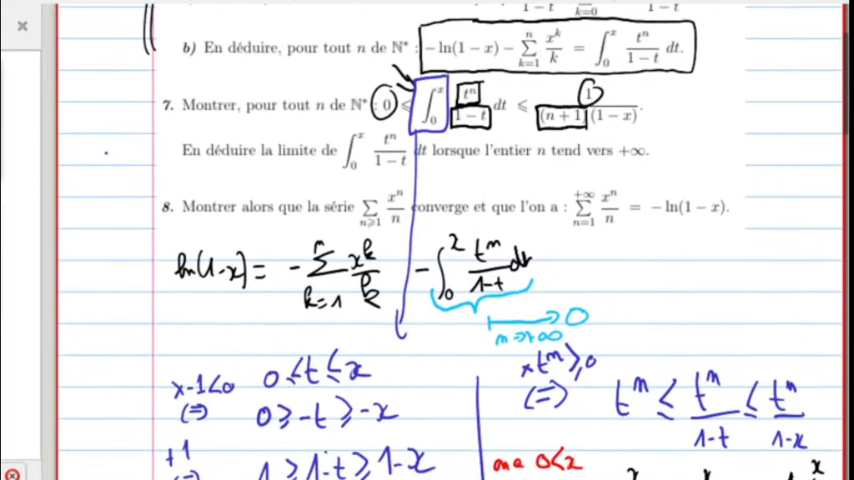 b) En déduire, pour tout n de ℕ* : −ln(1 − x) − ∑_{k=1}^{n} x^k/k = ∫_0^x t^n/(1 − t) dt.
7. Montrer, pour tout n de ℕ* : 0 ≤ ∫_0^x t^n/(1 − t) dt ≤ 1/((n + 1)(1 − x)).
En déduire la limite de ∫_0^x t^n/(1 − t) dt lorsque l'entier n tend vers +∞.
8. Montrer alors que la série ∑_{n≥1} x^n/n converge et que l'on a : ∑_{n=1}^{+∞} x^n/n = −ln(1 − x).
ln(1-x) = - ∑_{k=1}^{n} x^k/k - ∫_0^x t^n/(1-t) dt
n→+∞ → 0
0 ≤ t ≤ x
x-1<0 (=) 0 ≥ -t ≥ -x
+1 (=) 1 ≥ 1-t ≥ 1-x
x t^n ≥ 0 (=) t^n ≤ t^n/(1-t) ≤ t^n/(1-x)
on a 0<x